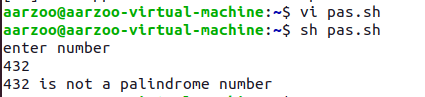 aarzoo@aarzoo-virtual-machine:~$ vi pas.sh
aarzoo@aarzoo-virtual-machine:~$ sh pas.sh
enter number
432
432 is not a palindrome number